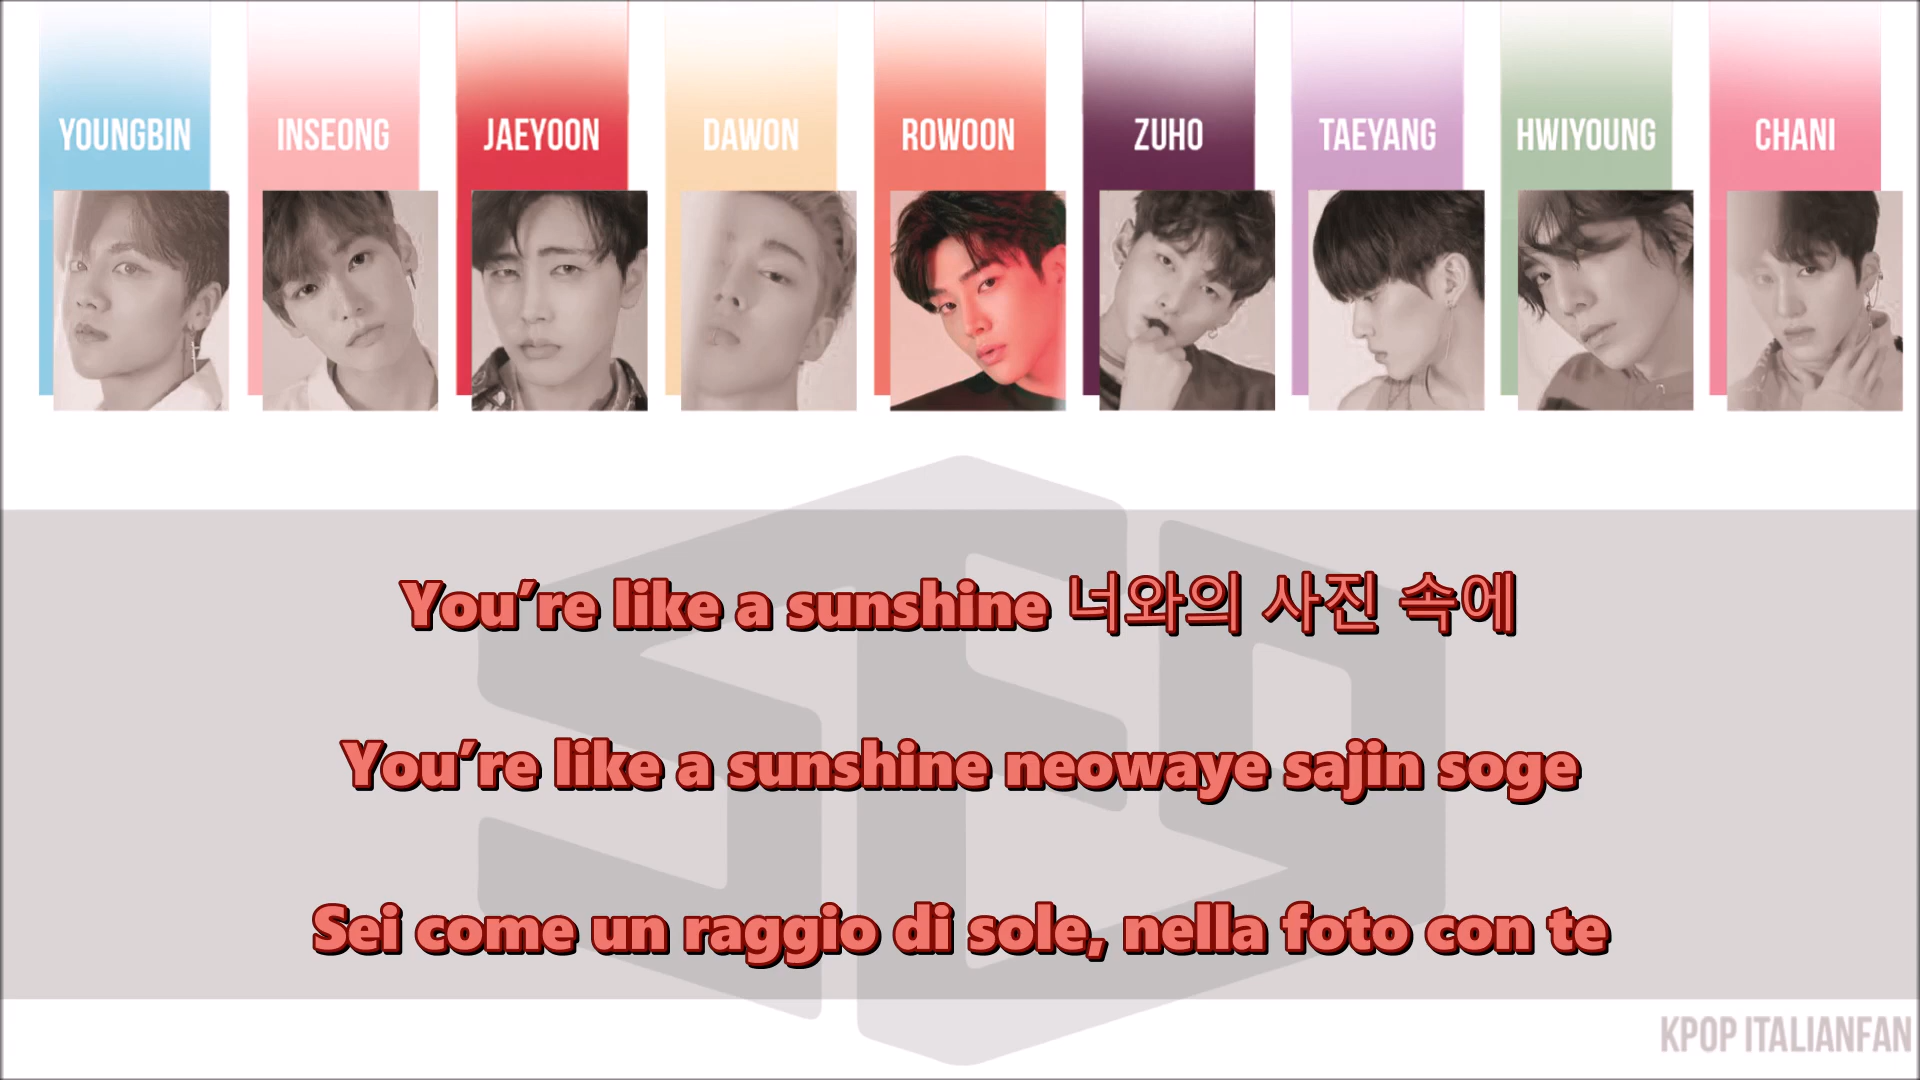 YOUNGBIN INSEONG JAEYOON DAWON ROWOON ZUHO TAEYANG HWIYOUNG CHANI
You’re like a sunshine 너와의 사진 속에
You’re like a sunshine neowaye sajin soge
Sei come un raggio di sole, nella foto con te
KPOP ITALIANFAN